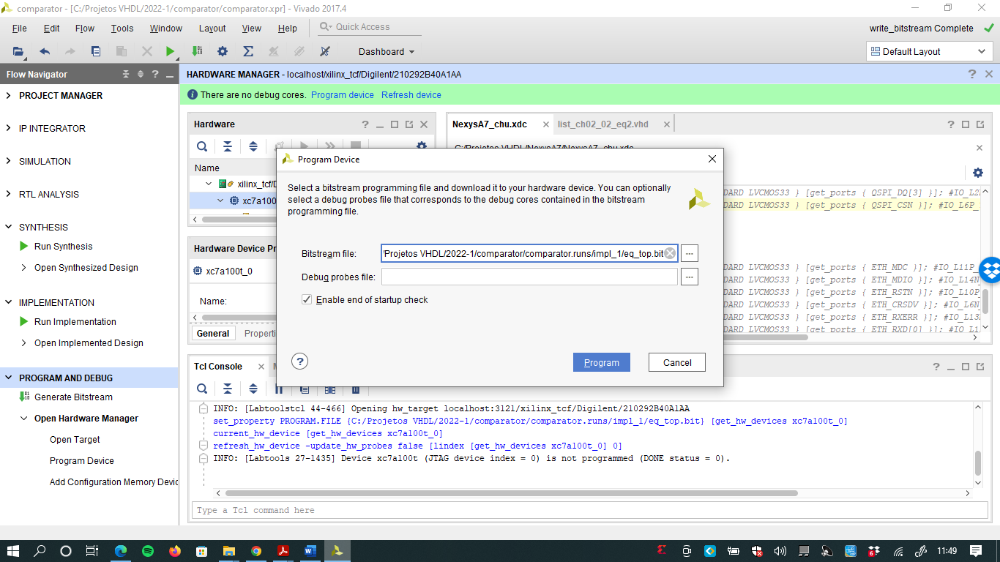 comparator - [C:/Projetos VHDL/2022-1/comparator/comparator.xpr] - Vivado 2017.4
File Edit Flow Tools Window Layout View Help Quick Access
write_bitstream Complete
Dashboard
Default Layout
Flow Navigator
PROJECT MANAGER
IP INTEGRATOR
SIMULATION
RTL ANALYSIS
SYNTHESIS
Run Synthesis
Open Synthesized Design
IMPLEMENTATION
Run Implementation
Open Implemented Design
PROGRAM AND DEBUG
Generate Bitstream
Open Hardware Manager
Open Target
Program Device
Add Configuration Memory Devic
HARDWARE MANAGER - localhost/xilinx_tcf/Digilent/210292B40A1AA
There are no debug cores. Program device Refresh device
Hardware
Name
xilinx_tcf/D
xc7a100
Hardware Device Pr
xc7a100t_0
Name:
General Properti
NexysA7_chu.xdc
list_ch02_02_eq2.vhd
C:/Projetos VHDL/NexysA7/NexysA7_chu.xdc
DARD LVCMOS33 } [get_ports { QSPI_DQ[3] }]; #IO_L2
DARD LVCMOS33 } [get_ports { QSPI_CSN }]; #IO_L6P_
DARD LVCMOS33 } [get_ports { ETH_MDC }]; #IO_L11P_
DARD LVCMOS33 } [get_ports { ETH_MDIO }]; #IO_L14N
DARD LVCMOS33 } [get_ports { ETH_RSTN }]; #IO_L10P
DARD LVCMOS33 } [get_ports { ETH_CRSDV }]; #IO_L6N
DARD LVCMOS33 } [get_ports { ETH_RXERR }]; #IO_L13
DARD LVCMOS33 } [get_ports { ETH_RXD[0] }]; #IO_L1
Program Device
Select a bitstream programming file and download it to your hardware device. You can optionally
select a debug probes file that corresponds to the debug cores contained in the bitstream
programming file.
Bitstream file: 'Projetos VHDL/2022-1/comparator/comparator.runs/impl_1/eq_top.bit
Debug probes file:
Enable end of startup check
Program
Cancel
Tcl Console
INFO: [Labtoolstcl 44-466] Opening hw_target localhost:3121/xilinx_tcf/Digilent/210292B40A1AA
set_property PROGRAM.FILE {C:/Projetos VHDL/2022-1/comparator/comparator.runs/impl_1/eq_top.bit} [get_hw_devices xc7a100t_0]
current_hw_device [get_hw_devices xc7a100t_0]
refresh_hw_device -update_hw_probes false [lindex [get_hw_devices xc7a100t_0] 0]
INFO: [Labtools 27-1435] Device xc7a100t (JTAG device index = 0) is not programmed (DONE status = 0).
Type a Tcl command here
11:49